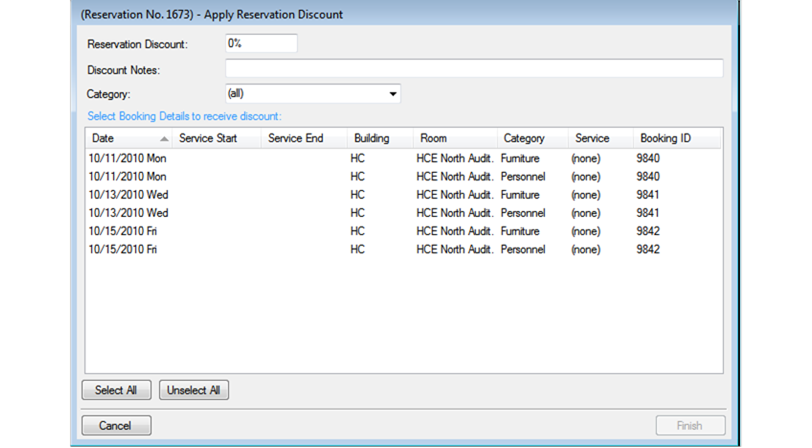 (Reservation No. 1673) - Apply Reservation Discount
Reservation Discount: 0%
Discount Notes:
Category: (all)
Select Booking Details to receive discount:
Date Service Start Service End Building Room Category Service Booking ID
10/11/2010 Mon HC HCE North Audit. Furniture (none) 9840
10/11/2010 Mon HC HCE North Audit. Personnel (none) 9840
10/13/2010 Wed HC HCE North Audit. Furniture (none) 9841
10/13/2010 Wed HC HCE North Audit. Personnel (none) 9841
10/15/2010 Fri HC HCE North Audit. Furniture (none) 9842
10/15/2010 Fri HC HCE North Audit. Personnel (none) 9842
Select All Unselect All
Cancel Finish